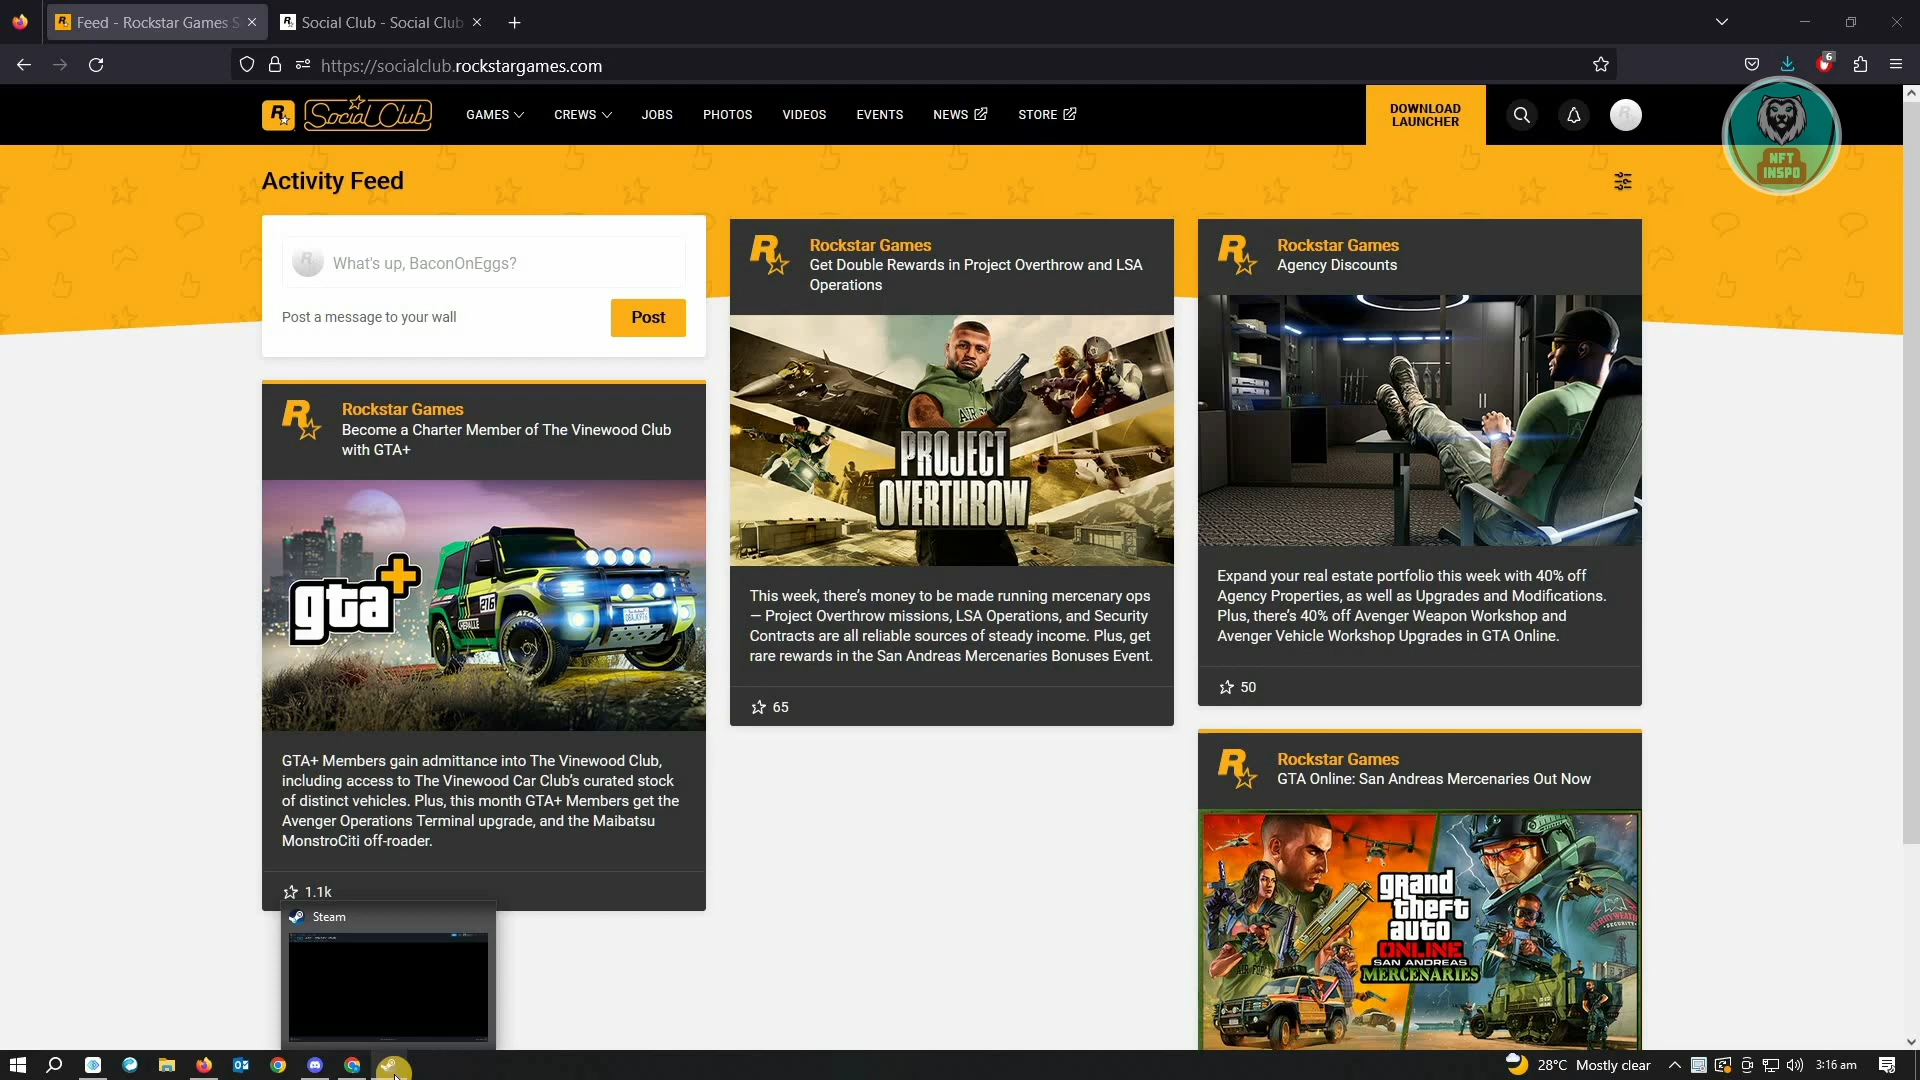 Feed - Rockstar Games S
Social Club - Social Club
https://socialclub.rockstargames.com
6
Social Club
GAMES
CREWS
JOBS
PHOTOS
VIDEOS
EVENTS
NEWS
STORE
DOWNLOAD
LAUNCHER
NFT
INSPO
Activity Feed
What's up, BaconOnEggs?
Post a message to your wall
Post
Rockstar Games
Become a Charter Member of The Vinewood Club
with GTA+
gta+
216
GTA+ Members gain admittance into The Vinewood Club,
including access to The Vinewood Car Club’s curated stock
of distinct vehicles. Plus, this month GTA+ Members get the
Avenger Operations Terminal upgrade, and the Maibatsu
MonstroCiti off-roader.
1.1k
Rockstar Games
Get Double Rewards in Project Overthrow and LSA
Operations
PROJECT
OVERTHROW
This week, there’s money to be made running mercenary ops
— Project Overthrow missions, LSA Operations, and Security
Contracts are all reliable sources of steady income. Plus, get
rare rewards in the San Andreas Mercenaries Bonuses Event.
65
Rockstar Games
Agency Discounts
Expand your real estate portfolio this week with 40% off
Agency Properties, as well as Upgrades and Modifications.
Plus, there’s 40% off Avenger Weapon Workshop and
Avenger Vehicle Workshop Upgrades in GTA Online.
50
Rockstar Games
GTA Online: San Andreas Mercenaries Out Now
grand
theft
auto
ONLINE
SAN ANDREAS
MERCENARIES
MERRYWEATHER
SECURITY
Steam
28°C Mostly clear
3:16 am